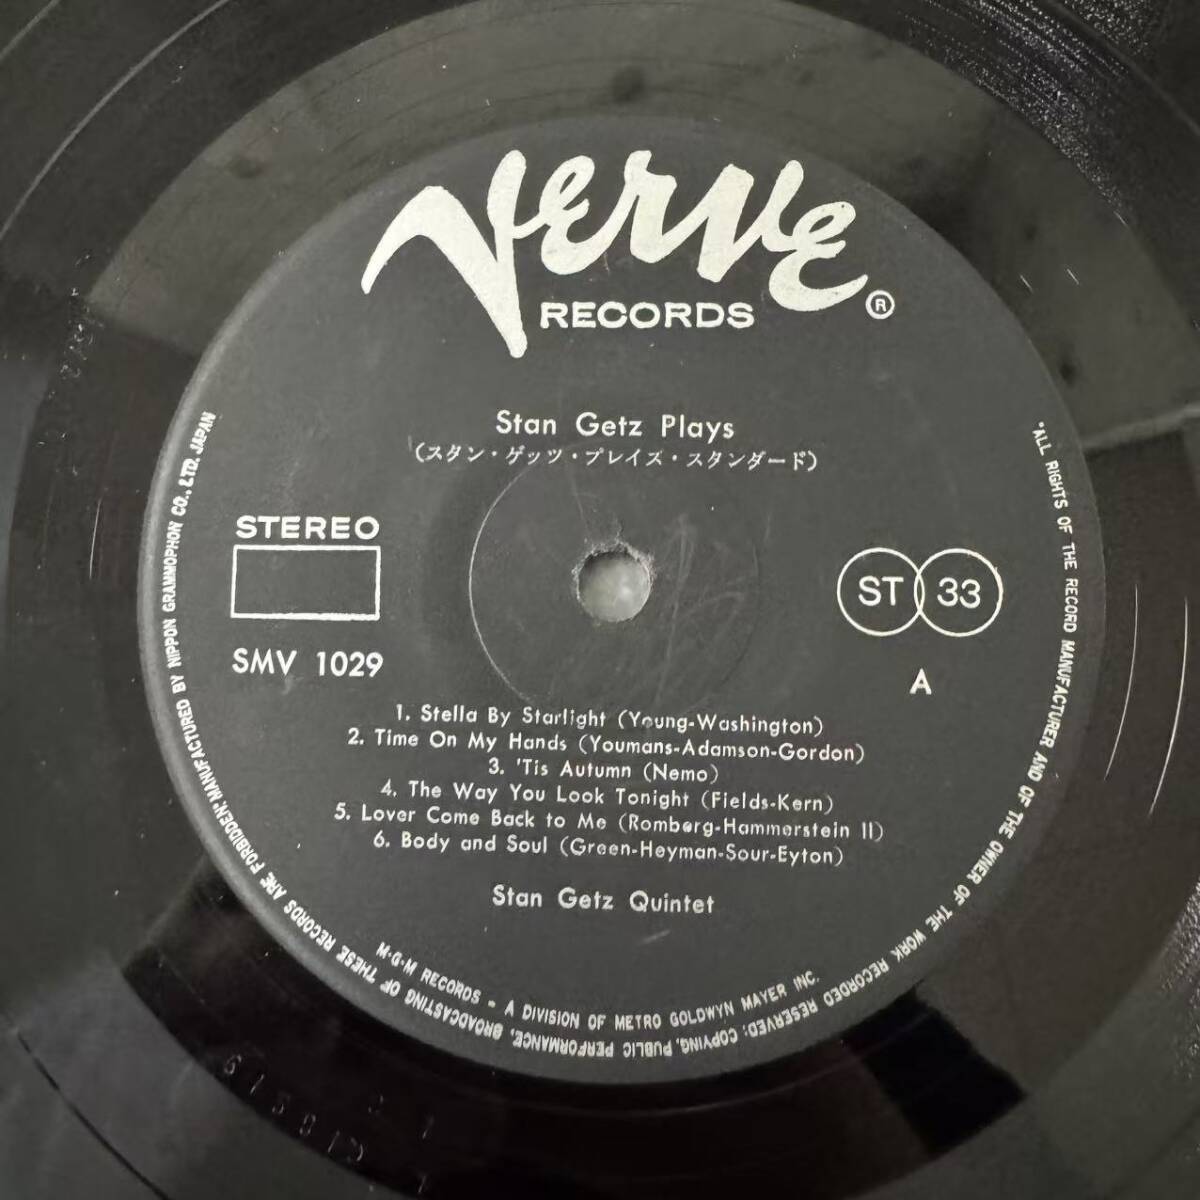 Verve
RECORDS ®
Stan Getz Plays
(スタン・ゲッツ・プレイズ・スタンダード)
STEREO
SMV 1029
ST 33
A
1. Stella By Starlight (Young-Washington)
2. Time On My Hands (Youmans-Adamson-Gordon)
3. 'Tis Autumn (Nemo)
4. The Way You Look Tonight (Fields-Kern)
5. Lover Come Back to Me (Romberg-Hammerstein II)
6. Body and Soul (Green-Heyman-Sour-Eyton)
Stan Getz Quintet
M-G-M RECORDS - A DIVISION OF METRO GOLDWYN MAYER INC.
"ALL RIGHTS OF THE RECORD MANUFACTURER AND OF THE OWNER OF THE WORK RECORDED RESERVED; COPYING, PUBLIC PERFORMANCE, BROADCASTING OF THESE RECORDS ARE FORBIDDEN" MANUFACTURED BY NIPPON GRAMMOPHON CO., LTD. JAPAN